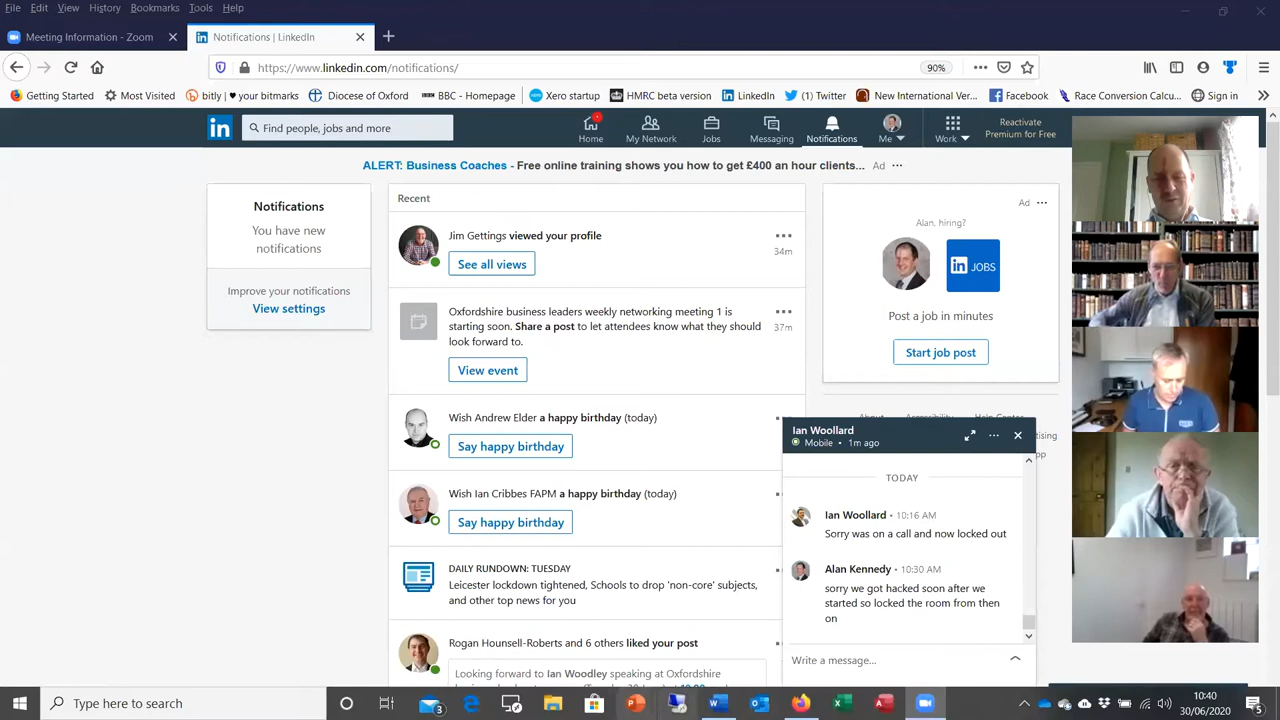 File Edit View History Bookmarks Tools Help
Meeting Information - Zoom
Notifications | LinkedIn
https://www.linkedin.com/notifications/
90%
Getting Started
Most Visited
bitly | ♥ your bitmarks
Diocese of Oxford
BBC - Homepage
Xero startup
HMRC beta version
LinkedIn
(1) Twitter
New International Ver...
Facebook
Race Conversion Calcu...
Sign in
in
Find people, jobs and more
Home
My Network
Jobs
Messaging
Notifications
Me
Work
Reactivate
Premium for Free
ALERT: Business Coaches - Free online training shows you how to get £400 an hour clients... Ad
Notifications
You have new
notifications
Improve your notifications
View settings
Recent
Jim Gettings viewed your profile
34m
See all views
Oxfordshire business leaders weekly networking meeting 1 is
starting soon. Share a post to let attendees know what they should
look forward to.
37m
View event
Wish Andrew Elder a happy birthday (today)
Say happy birthday
Wish Ian Cribbes FAPM a happy birthday (today)
Say happy birthday
DAILY RUNDOWN: TUESDAY
Leicester lockdown tightened, Schools to drop 'non-core' subjects,
and other top news for you
Rogan Hounsell-Roberts and 6 others liked your post
Looking forward to Ian Woodley speaking at Oxfordshire
Ad
Alan, hiring?
in JOBS
Post a job in minutes
Start job post
Ian Woollard
Mobile • 1m ago
TODAY
Ian Woollard • 10:16 AM
Sorry was on a call and now locked out
Alan Kennedy • 10:30 AM
sorry we got hacked soon after we
started so locked the room from then
on
Write a message...
Type here to search
3
10:40
30/06/2020
5